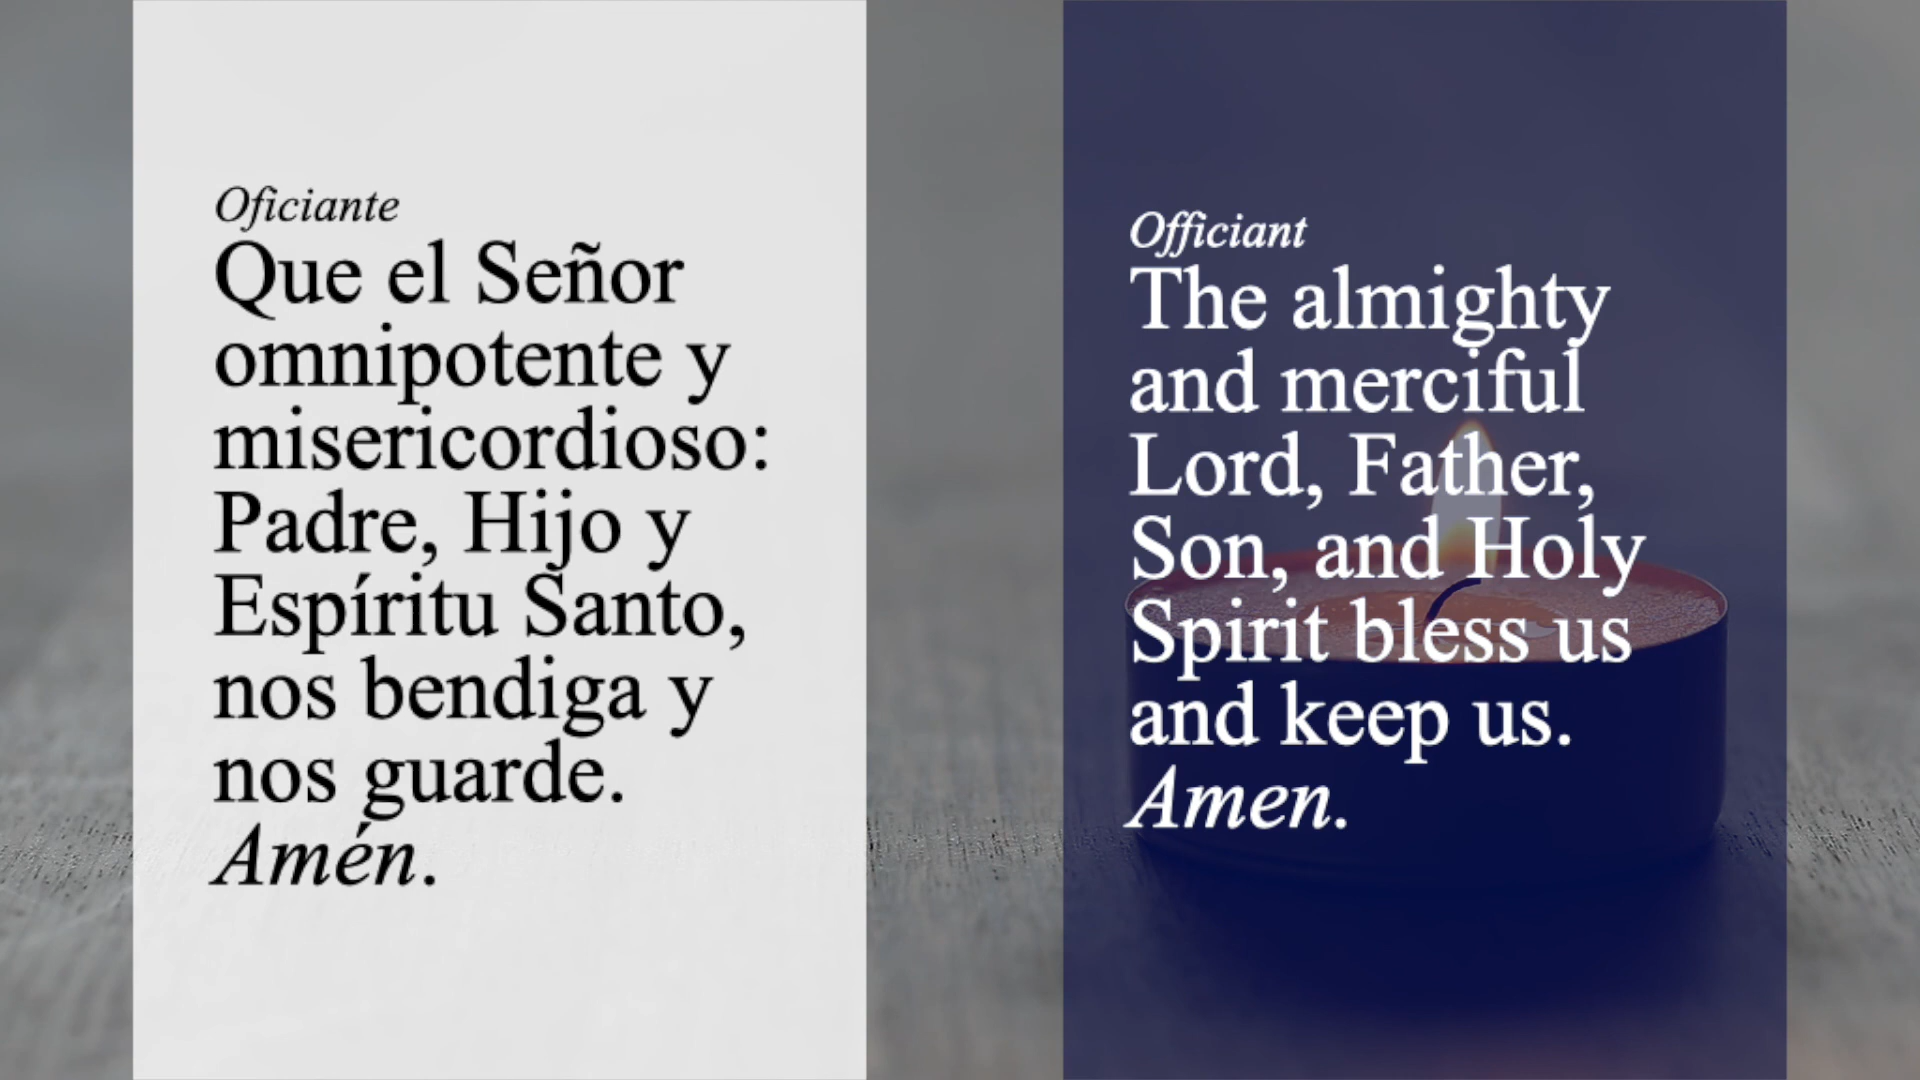 Oficiante
Que el Señor
omnipotente y
misericordioso:
Padre, Hijo y
Espíritu Santo,
nos bendiga y
nos guarde.
Amén.
Officiant
The almighty
and merciful
Lord, Father,
Son, and Holy
Spirit bless us
and keep us.
Amen.